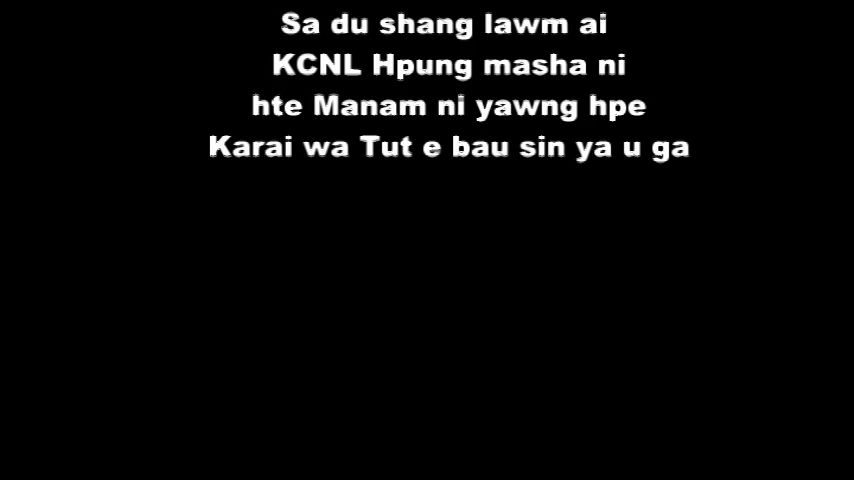 Sa du shang lawm ai
KCNL Hpung masha ni
hte Manam ni yawng hpe
Karai wa Tut e bau sin ya u ga